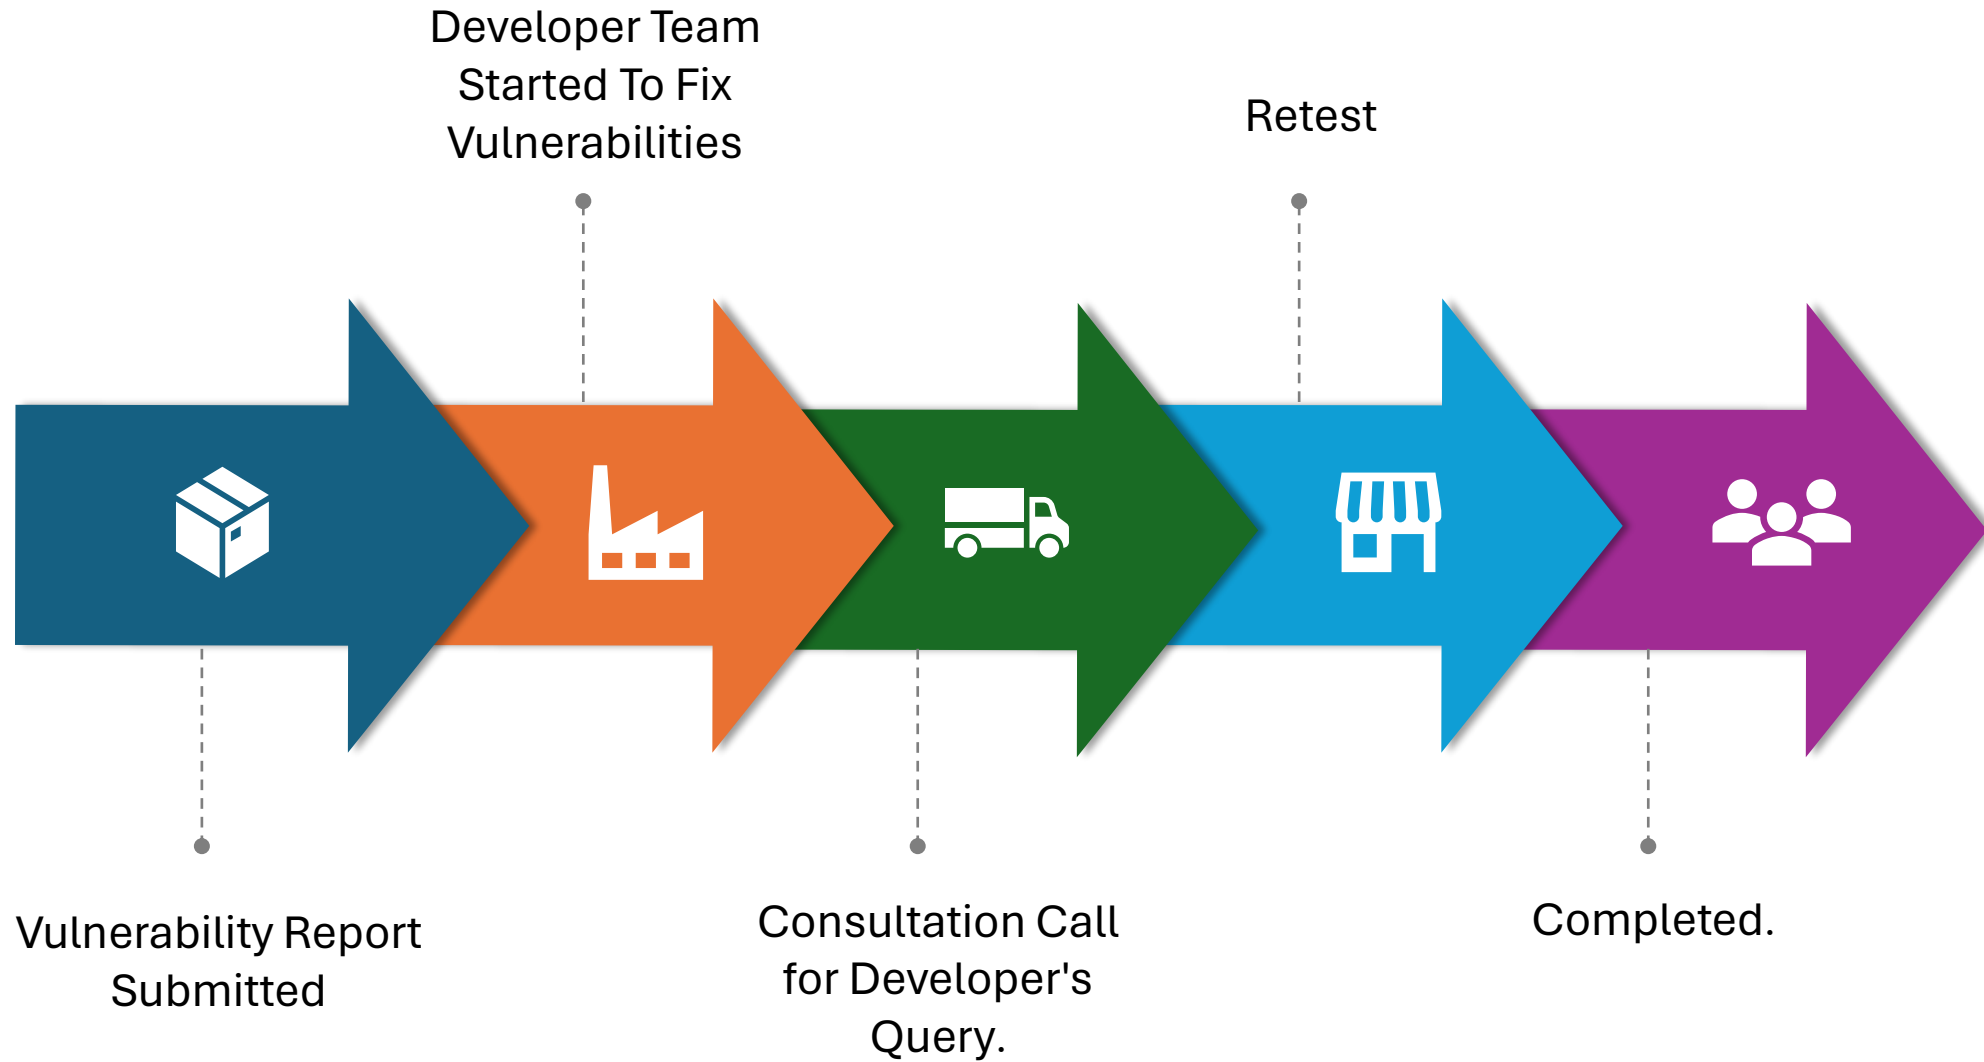 Developer Team
Started To Fix
Vulnerabilities
Retest
Vulnerability Report
Submitted
Consultation Call
for Developer's
Query.
Completed.